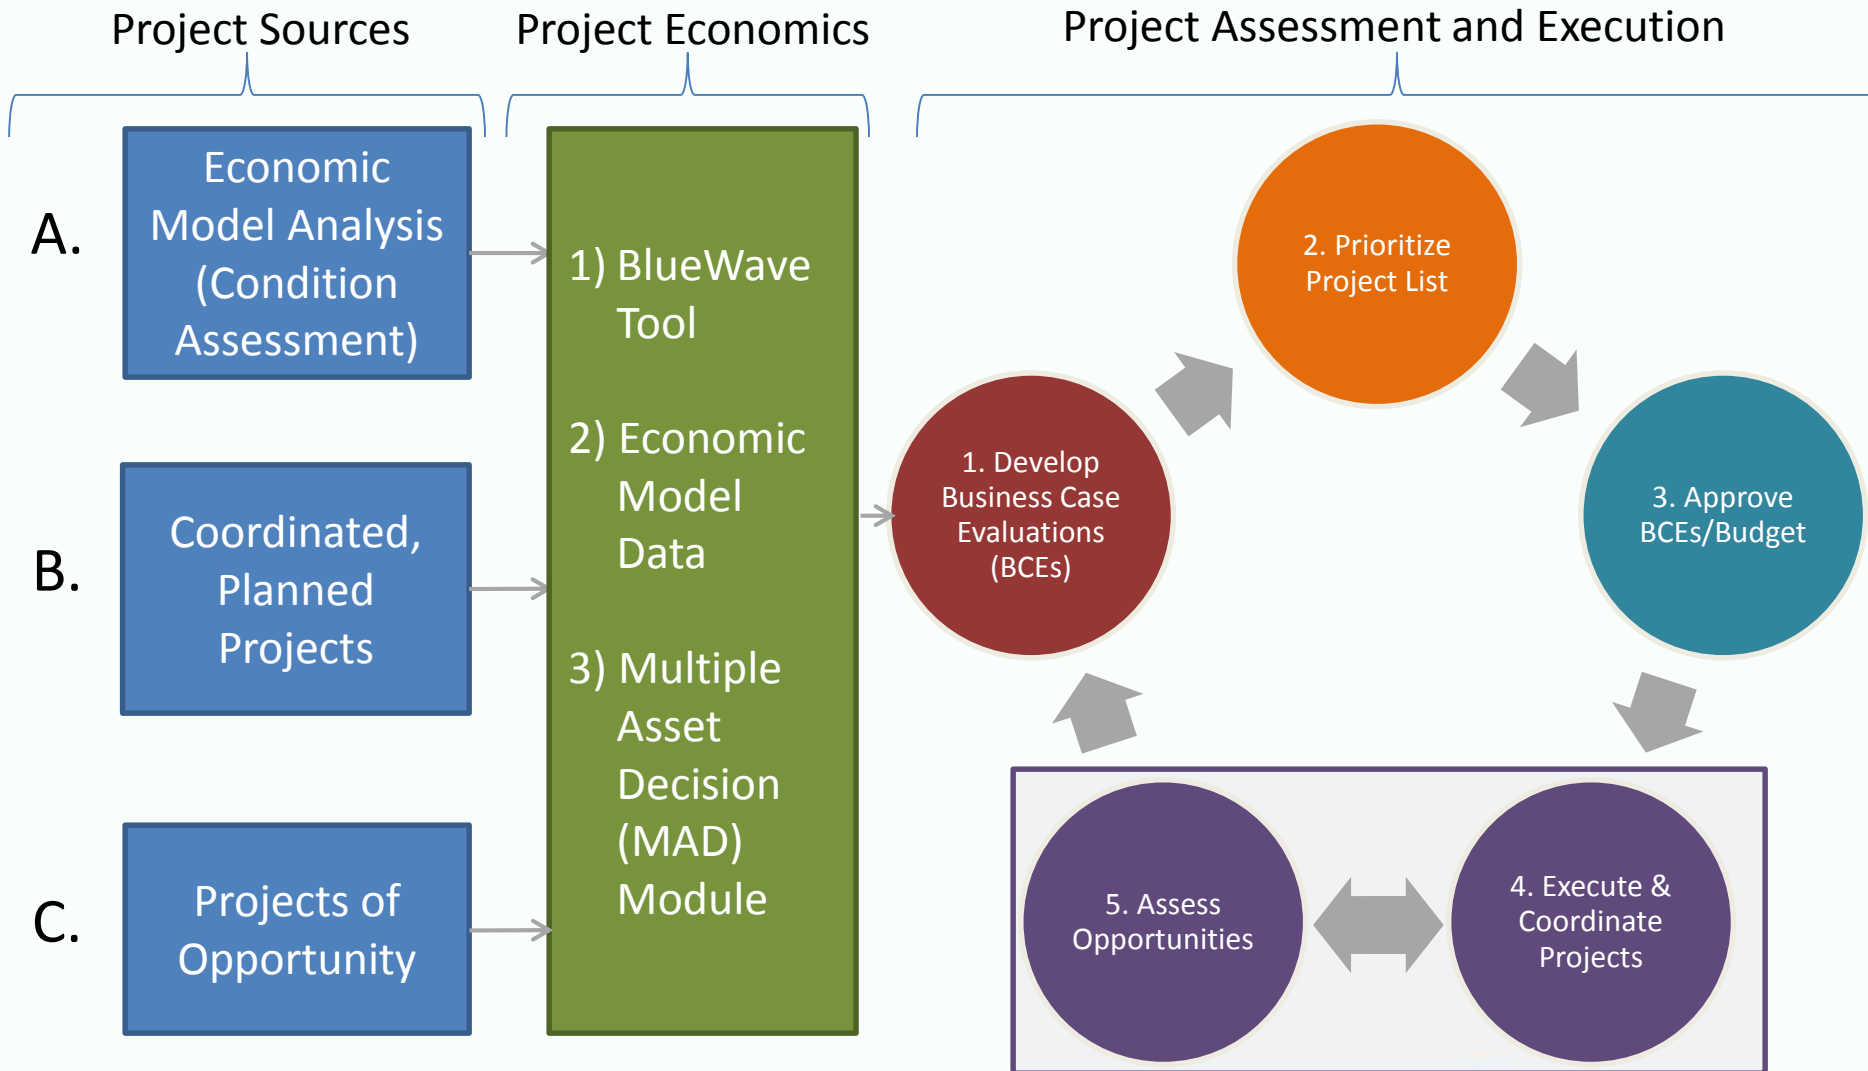 Project Sources
Project Economics
Project Assessment and Execution
A.
Economic
Model Analysis
(Condition
Assessment)
B.
Coordinated,
Planned
Projects
C.
Projects of
Opportunity
1) BlueWave
Tool
2) Economic
Model
Data
3) Multiple
Asset
Decision
(MAD)
Module
1. Develop
Business Case
Evaluations
(BCEs)
2. Prioritize
Project List
3. Approve
BCEs/Budget
4. Execute &
Coordinate
Projects
5. Assess
Opportunities